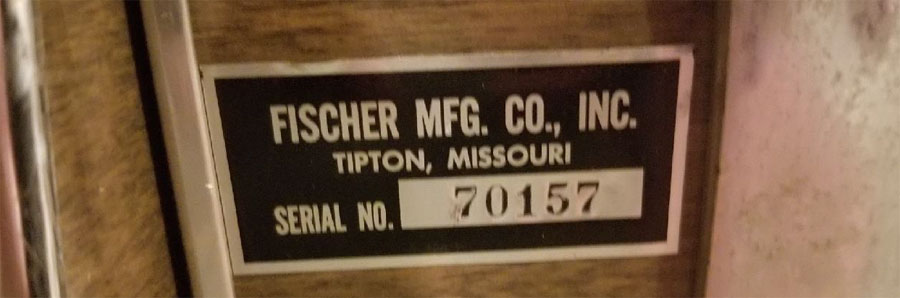 FISCHER MFG. CO., INC.
TIPTON, MISSOURI
SERIAL NO. 70157